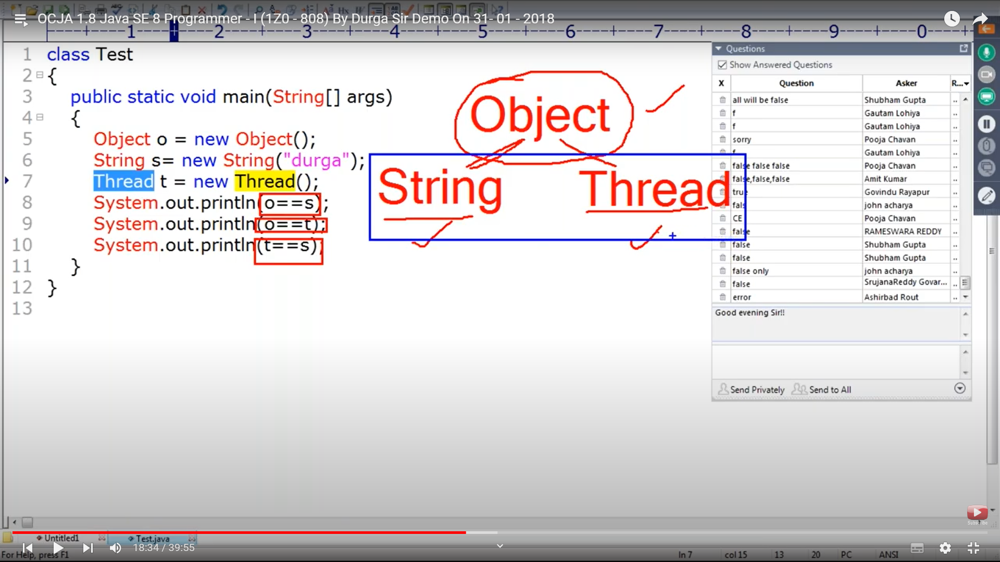 OCJA 1.8 Java SE 8 Programmer - I (1Z0 - 808) By Durga Sir Demo On 31- 01 - 2018
----+----1----+----2----+----3----+----4----+----5----+----6----+----7----+----8----+----9----+----0----+--
1 class Test
2 {
3 public static void main(String[] args)
4 {
5 Object o = new Object();
6 String s= new String("durga");
7 Thread t = new Thread();
8 System.out.println(o==s);
9 System.out.println(o==t);
10 System.out.println(t==s);
11 }
12 }
13
Object
String Thread
Questions
Show Answered Questions
X Question Asker R...
all will be false Shubham Gupta ..
f Gautam Lohiya ..
f Gautam Lohiya ..
sorry Pooja Chavan ..
f Gautam Lohiya ..
false false false Pooja Chavan ..
false,false,false Amit Kumar ..
true Govindu Rayapur ..
fals john acharya ..
CE Pooja Chavan ..
false RAMESWARA REDDY ..
false Shubham Gupta ..
false Shubham Gupta ..
false only john acharya ..
false SrujanaReddy Govar... ..
error Ashirbad Rout ..
Good evening Sir!!
Send Privately Send to All
Subscribe
Untitled1 Test.java
18:34 / 39:55
For Help, press F1 ln 7 col 15 13 20 PC ANSI